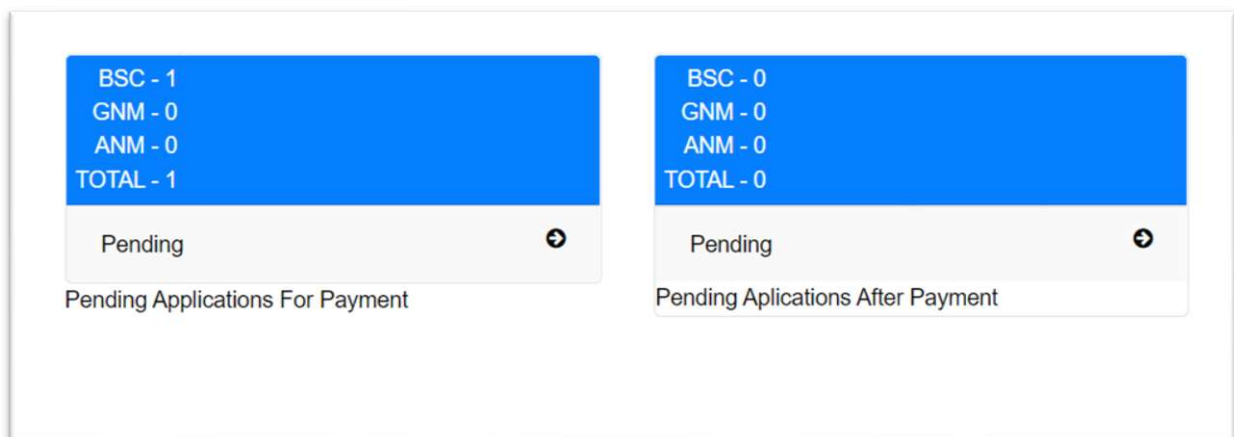 BSC - 1
GNM - 0
ANM - 0
TOTAL - 1
Pending
Pending Applications For Payment
BSC - 0
GNM - 0
ANM - 0
TOTAL - 0
Pending
Pending Aplications After Payment